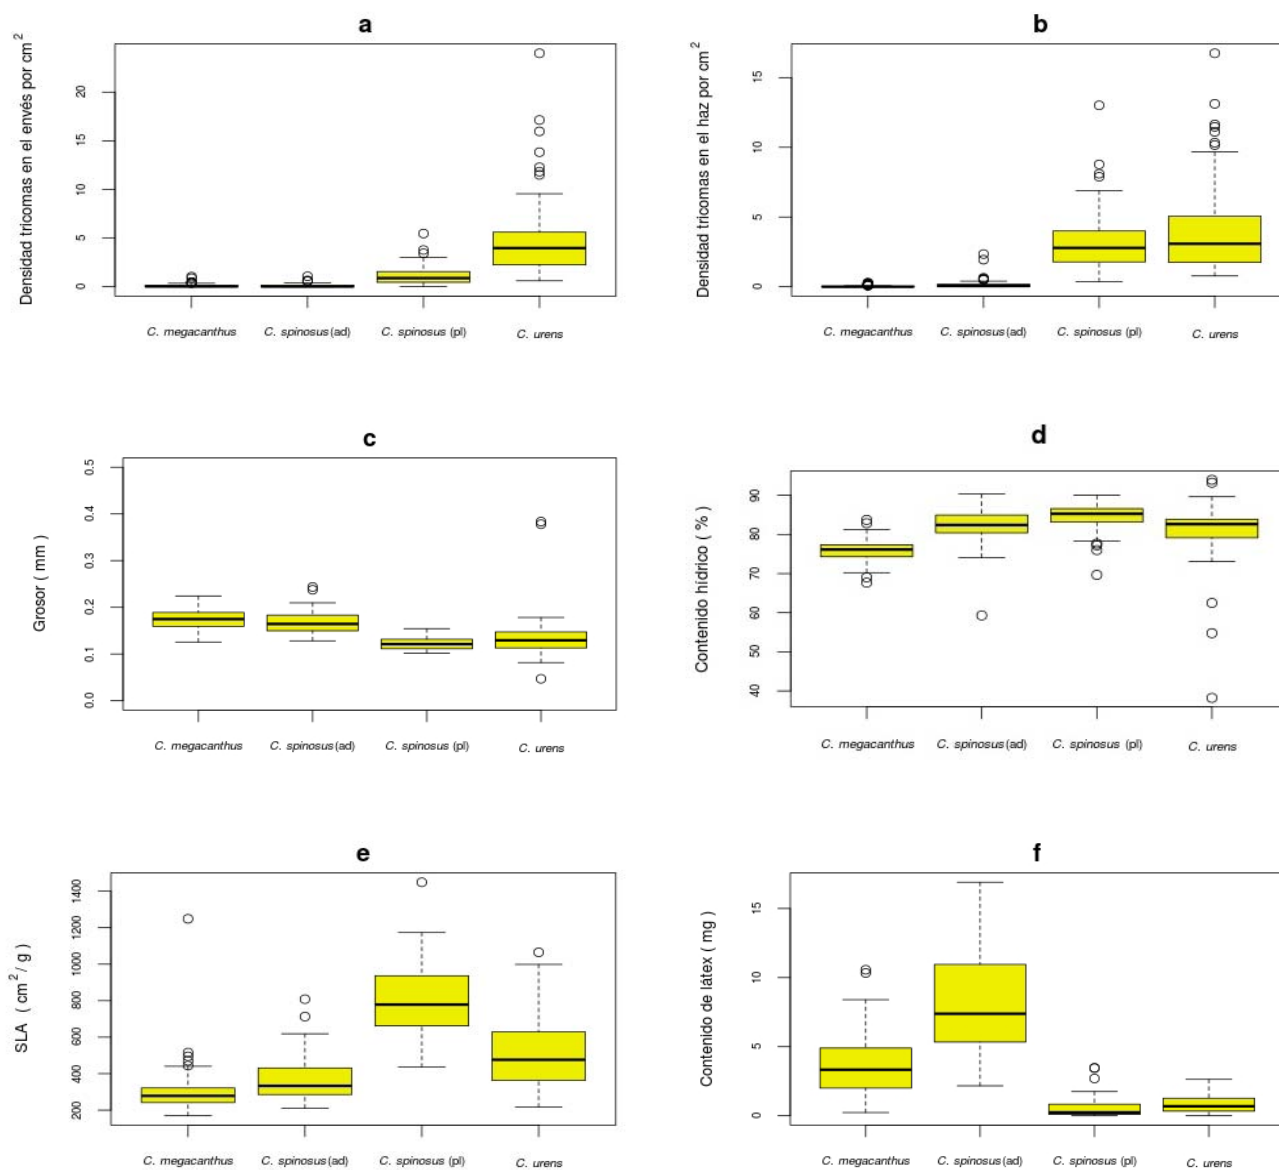 a
Densidad tricomas en el envés por cm²
0 5 10 15 20
C. megacanthus C. spinosus (ad) C. spinosus (pl) C. urens
b
Densidad tricomas en el haz por cm²
0 5 10 15
C. megacanthus C. spinosus (ad) C. spinosus (pl) C. urens
c
Grosor ( mm )
0.0 0.1 0.2 0.3 0.4 0.5
C. megacanthus C. spinosus (ad) C. spinosus (pl) C. urens
d
Contenido hídrico ( % )
40 50 60 70 80 90
C. megacanthus C. spinosus (ad) C. spinosus (pl) C. urens
e
SLA ( cm² / g )
200 400 600 800 1000 1200 1400
C. megacanthus C. spinosus (ad) C. spinosus (pl) C. urens
f
Contenido de látex ( mg )
0 5 10 15
C. megacanthus C. spinosus (ad) C. spinosus (pl) C. urens